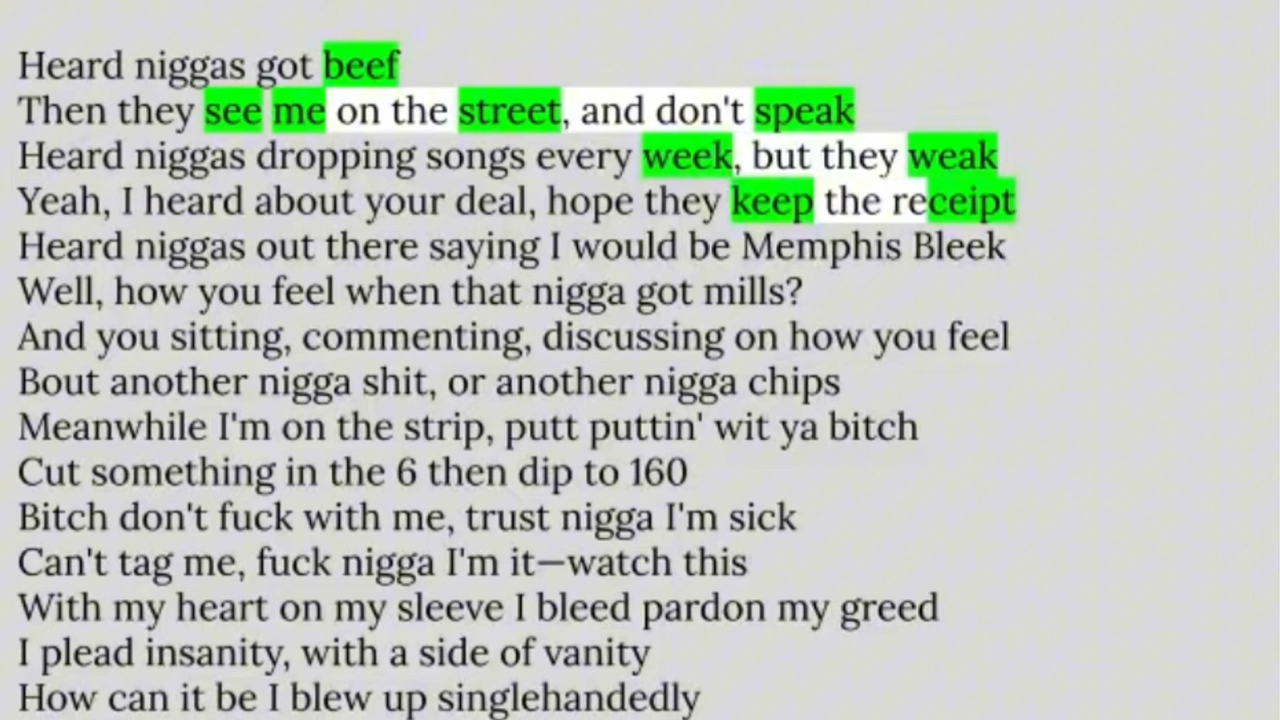 Heard niggas got beef
Then they see me on the street, and don't speak
Heard niggas dropping songs every week, but they weak
Yeah, I heard about your deal, hope they keep the receipt
Heard niggas out there saying I would be Memphis Bleek
Well, how you feel when that nigga got mills?
And you sitting, commenting, discussing on how you feel
Bout another nigga shit, or another nigga chips
Meanwhile I'm on the strip, putt puttin' wit ya bitch
Cut something in the 6 then dip to 160
Bitch don't fuck with me, trust nigga I'm sick
Can't tag me, fuck nigga I'm it—watch this
With my heart on my sleeve I bleed pardon my greed
I plead insanity, with a side of vanity
How can it be I blew up singlehandedly